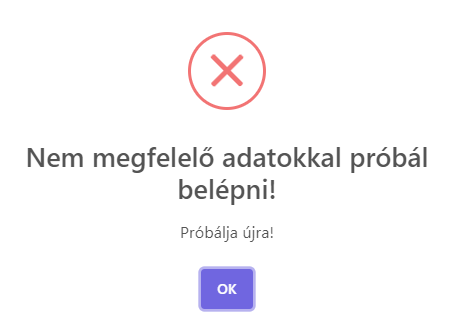 Nem megfelelő adatokkal próbál
belépni!
Próbálja újra!
OK